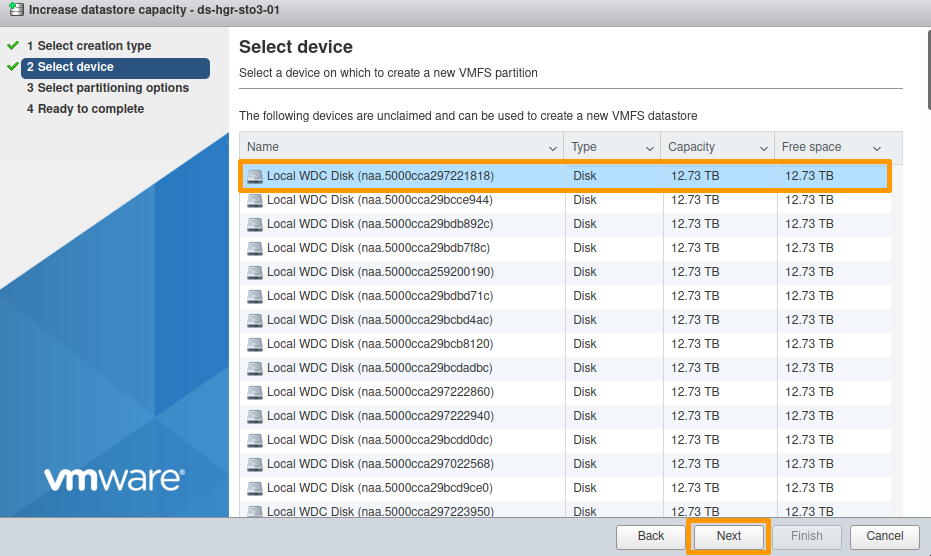 Increase datastore capacity - ds-hgr-sto3-01
1 Select creation type
2 Select device
3 Select partitioning options
4 Ready to complete
Select device
Select a device on which to create a new VMFS partition
The following devices are unclaimed and can be used to create a new VMFS datastore
Name Type Capacity Free space
Local WDC Disk (naa.5000cca297221818) Disk 12.73 TB 12.73 TB
Local WDC Disk (naa.5000cca29bcce944) Disk 12.73 TB 12.73 TB
Local WDC Disk (naa.5000cca29bdb892c) Disk 12.73 TB 12.73 TB
Local WDC Disk (naa.5000cca29bdb7f8c) Disk 12.73 TB 12.73 TB
Local WDC Disk (naa.5000cca259200190) Disk 12.73 TB 12.73 TB
Local WDC Disk (naa.5000cca29bdbd71c) Disk 12.73 TB 12.73 TB
Local WDC Disk (naa.5000cca29bcbd4ac) Disk 12.73 TB 12.73 TB
Local WDC Disk (naa.5000cca29bcb8120) Disk 12.73 TB 12.73 TB
Local WDC Disk (naa.5000cca29bcdadbc) Disk 12.73 TB 12.73 TB
Local WDC Disk (naa.5000cca297222860) Disk 12.73 TB 12.73 TB
Local WDC Disk (naa.5000cca297222940) Disk 12.73 TB 12.73 TB
Local WDC Disk (naa.5000cca29bcdd0dc) Disk 12.73 TB 12.73 TB
Local WDC Disk (naa.5000cca297022568) Disk 12.73 TB 12.73 TB
Local WDC Disk (naa.5000cca29bcd9ce0) Disk 12.73 TB 12.73 TB
Local WDC Disk (naa.5000cca297223950) Disk 12.73 TB 12.73 TB
vmware®
Back Next Finish Cancel